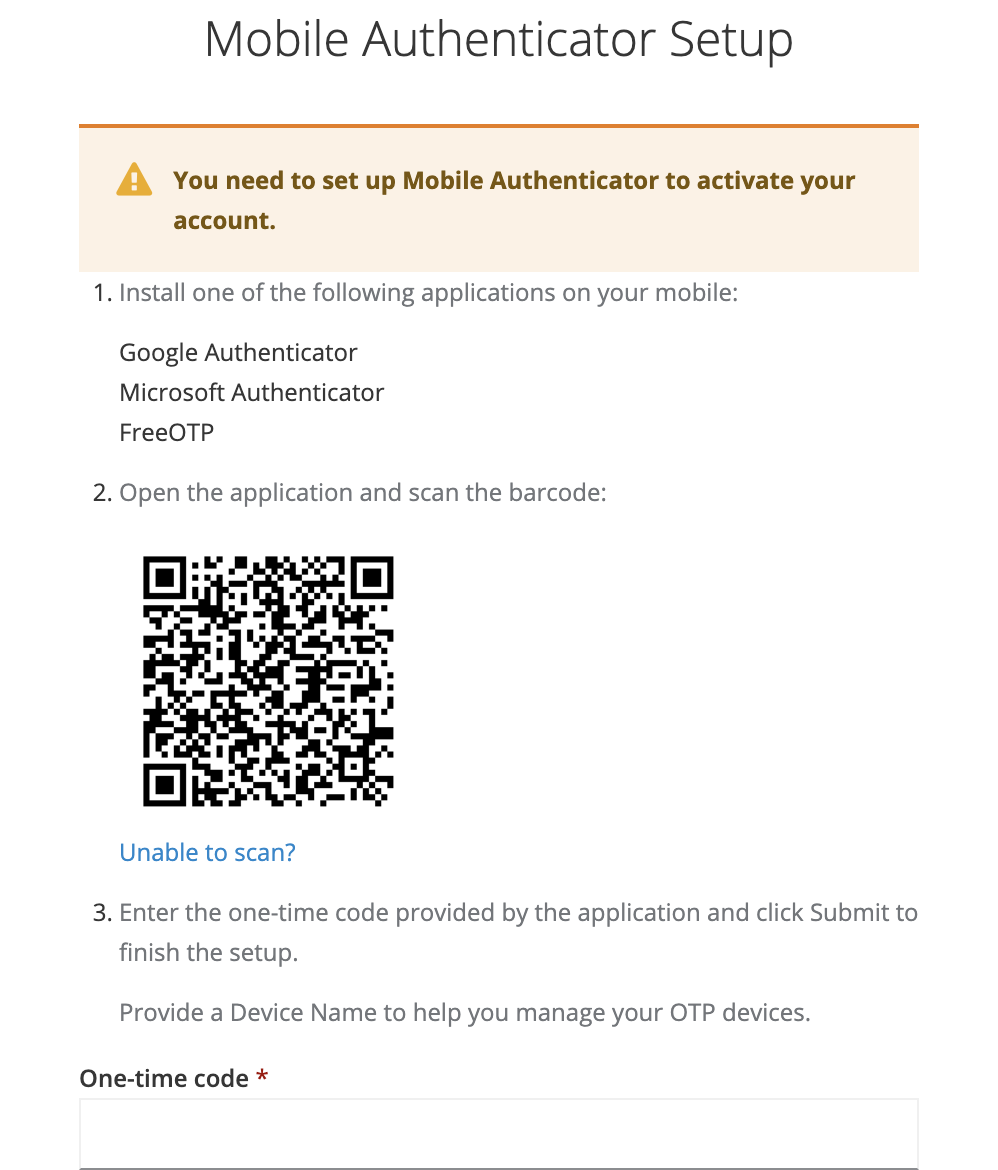 Mobile Authenticator Setup
You need to set up Mobile Authenticator to activate your
account.
1. Install one of the following applications on your mobile:
Google Authenticator
Microsoft Authenticator
FreeOTP
2. Open the application and scan the barcode:
Unable to scan?
3. Enter the one-time code provided by the application and click Submit to
finish the setup.
Provide a Device Name to help you manage your OTP devices.
One-time code *